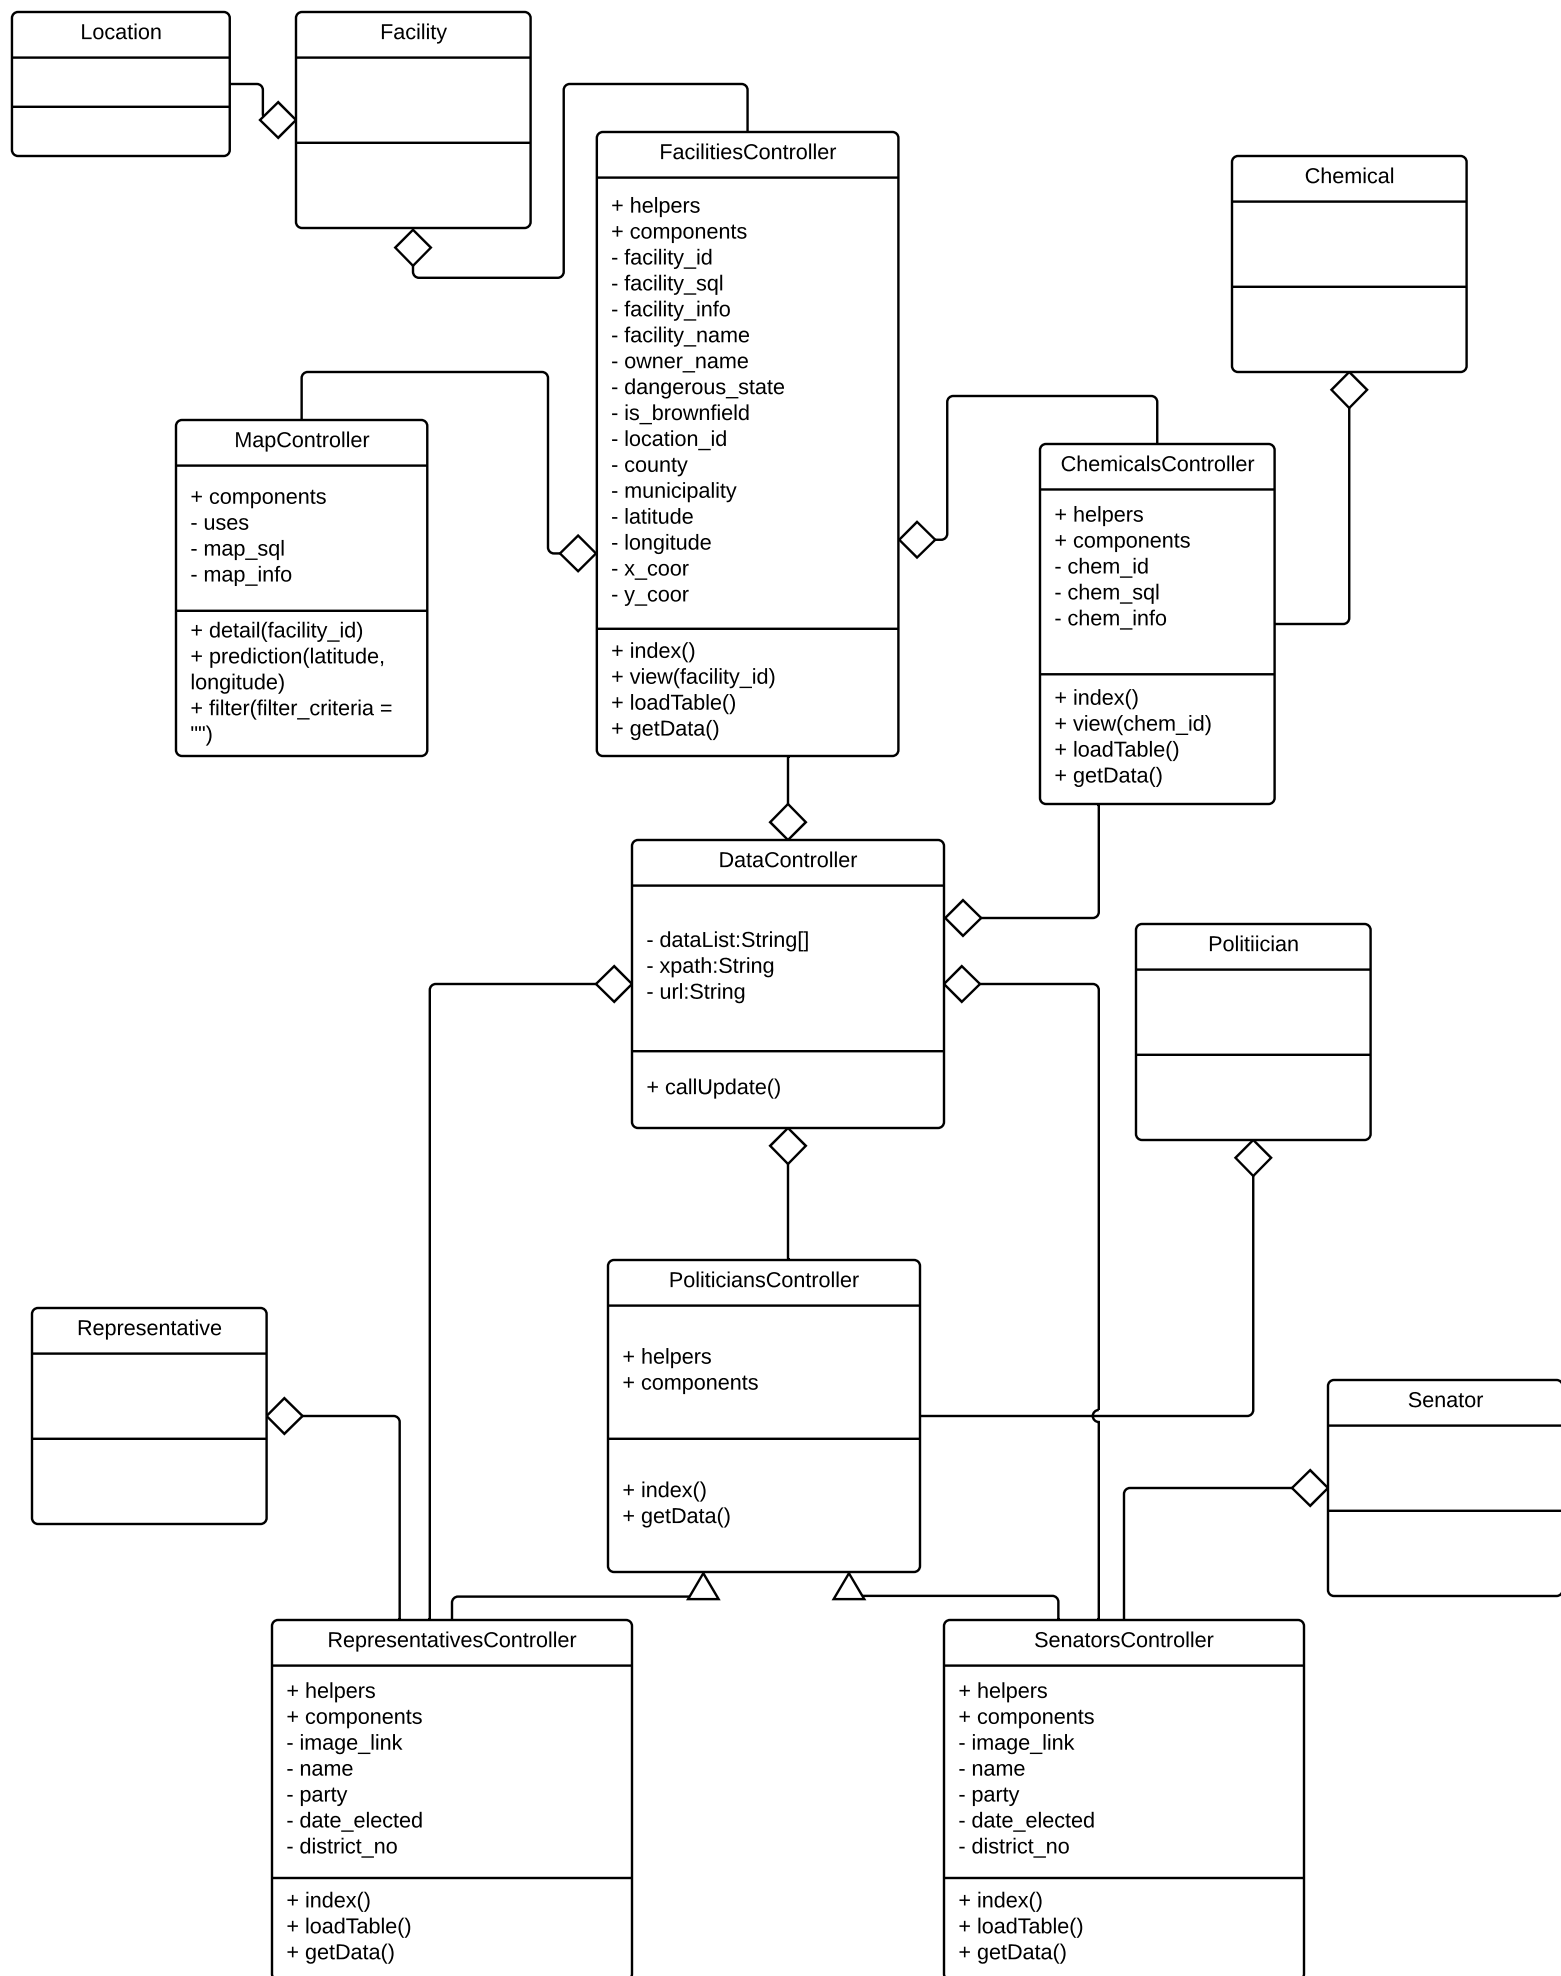 Location
Facility
FacilitiesController
+ helpers
+ components
- facility_id
- facility_sql
- facility_info
- facility_name
- owner_name
- dangerous_state
- is_brownfield
- location_id
- county
- municipality
- latitude
- longitude
- x_coor
- y_coor
+ index()
+ view(facility_id)
+ loadTable()
+ getData()
Chemical
MapController
+ components
- uses
- map_sql
- map_info
+ detail(facility_id)
+ prediction(latitude,
longitude)
+ filter(filter_criteria =
"")
ChemicalsController
+ helpers
+ components
- chem_id
- chem_sql
- chem_info
+ index()
+ view(chem_id)
+ loadTable()
+ getData()
DataController
- dataList:String[]
- xpath:String
- url:String
+ callUpdate()
Politiician
PoliticiansController
+ helpers
+ components
+ index()
+ getData()
Representative
Senator
RepresentativesController
+ helpers
+ components
- image_link
- name
- party
- date_elected
- district_no
+ index()
+ loadTable()
+ getData()
SenatorsController
+ helpers
+ components
- image_link
- name
- party
- date_elected
- district_no
+ index()
+ loadTable()
+ getData()